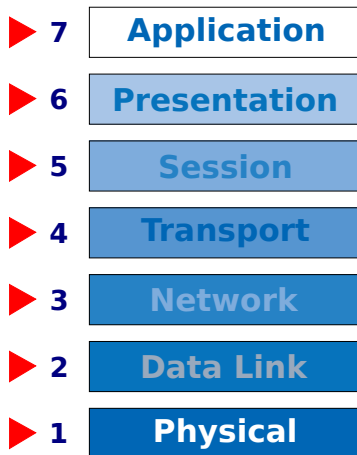 7 Application
6 Presentation
5 Session
4 Transport
3 Network
2 Data Link
1 Physical